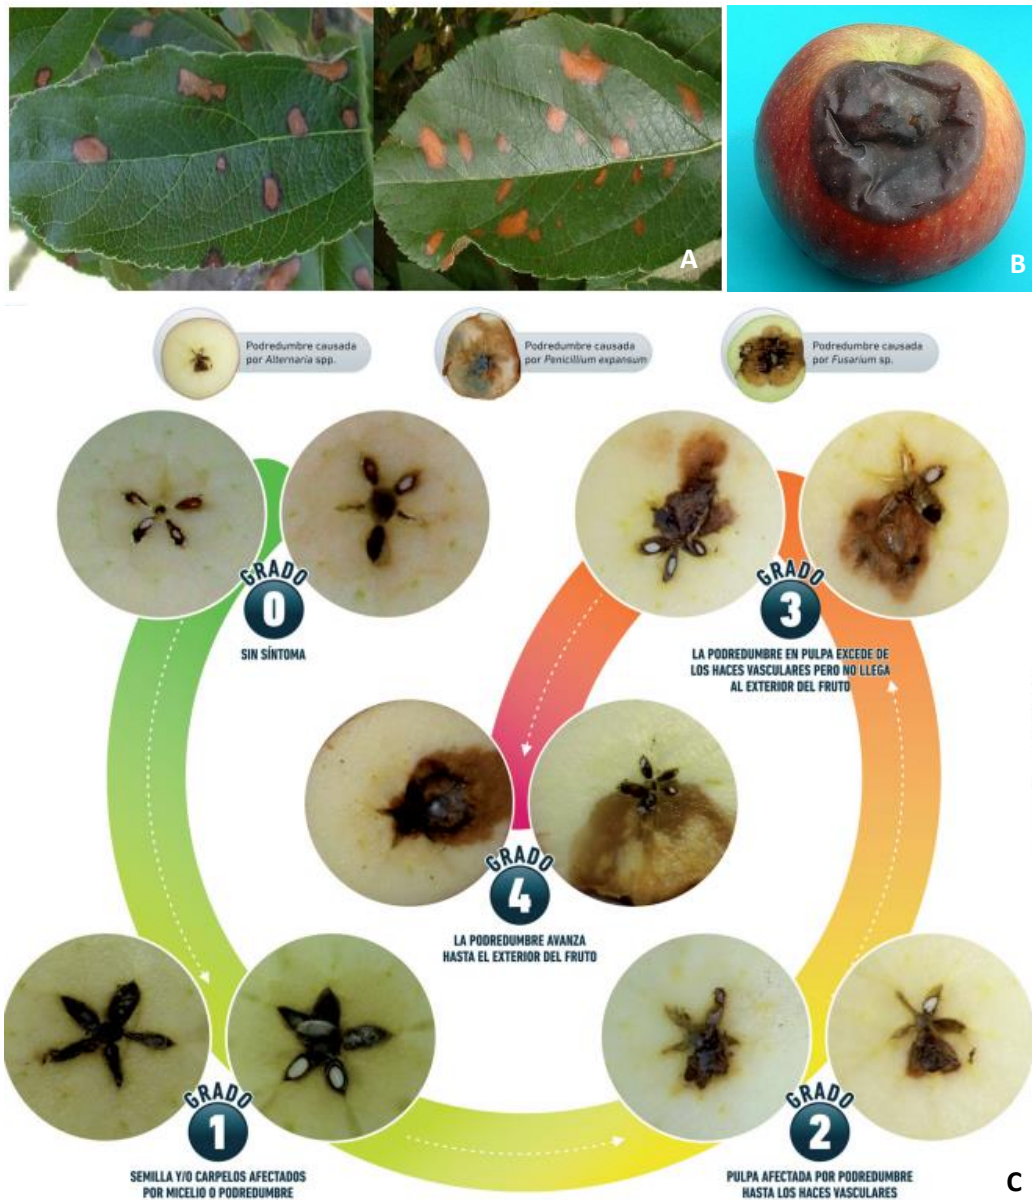 A
B
Podredumbre causada
por Alternaria spp.
Podredumbre causada
por Penicillium expansum
Podredumbre causada
por Fusarium sp.
GRADO
0
SIN SÍNTOMA
GRADO
3
LA PODREDUMBRE EN PULPA EXCEDE DE
LOS HACES VASCULARES PERO NO LLEGA
AL EXTERIOR DEL FRUTO
GRADO
4
LA PODREDUMBRE AVANZA
HASTA EL EXTERIOR DEL FRUTO
GRADO
1
SEMILLA Y/O CARPELOS AFECTADOS
POR MICELIO O PODREDUMBRE
GRADO
2
PULPA AFECTADA POR PODREDUMBRE
HASTA LOS HACES VASCULARES
C